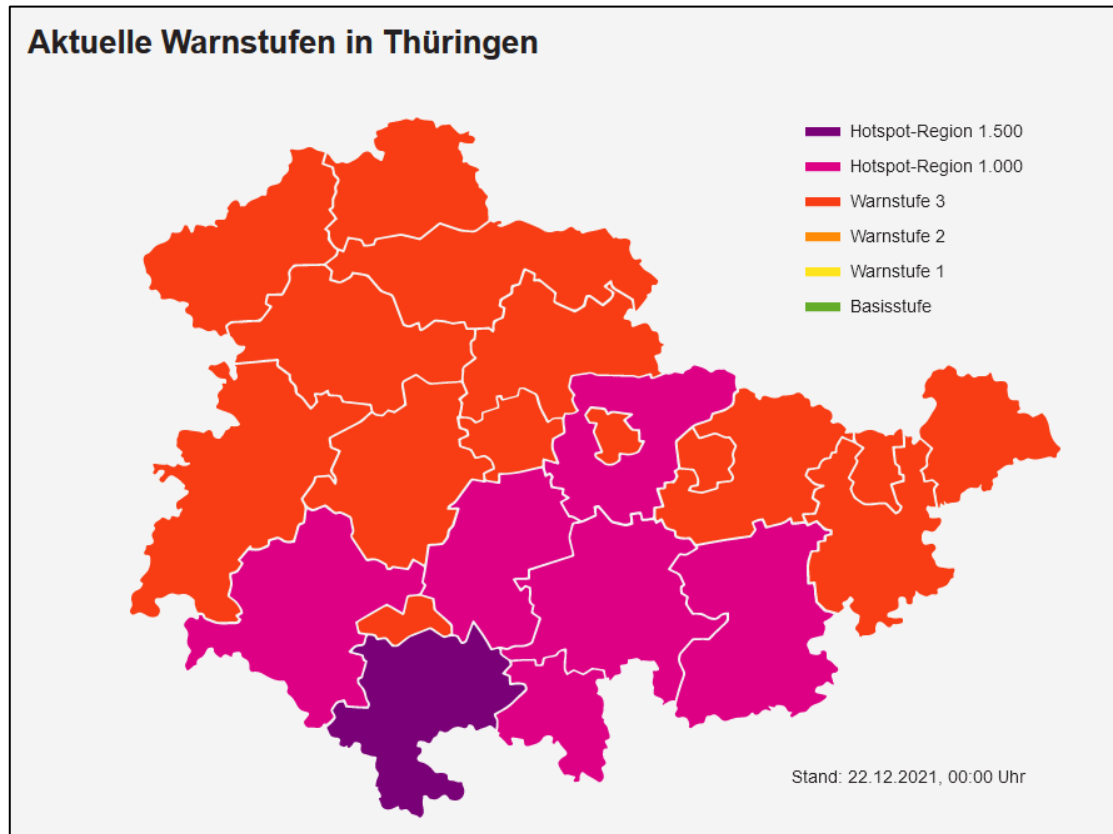 Aktuelle Warnstufen in Thüringen
Hotspot-Region 1.500
Hotspot-Region 1.000
Warnstufe 3
Warnstufe 2
Warnstufe 1
Basisstufe
Stand: 22.12.2021, 00:00 Uhr